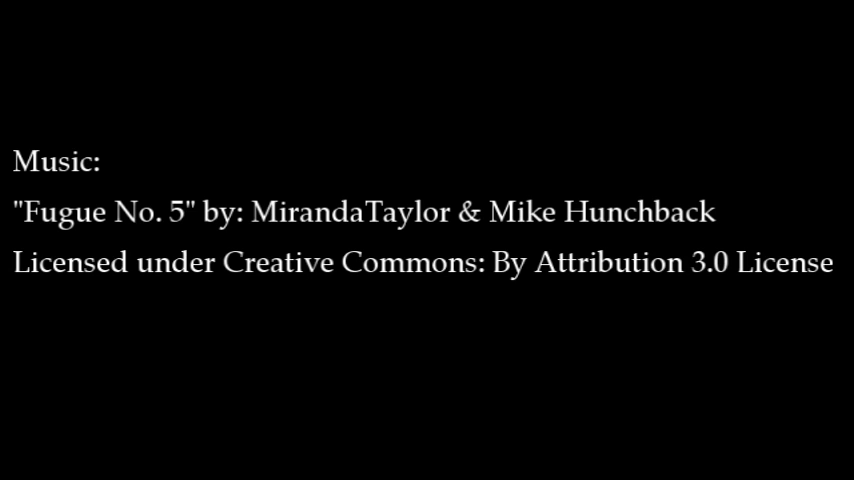 Music:
"Fugue No. 5" by: MirandaTaylor & Mike Hunchback
Licensed under Creative Commons: By Attribution 3.0 License